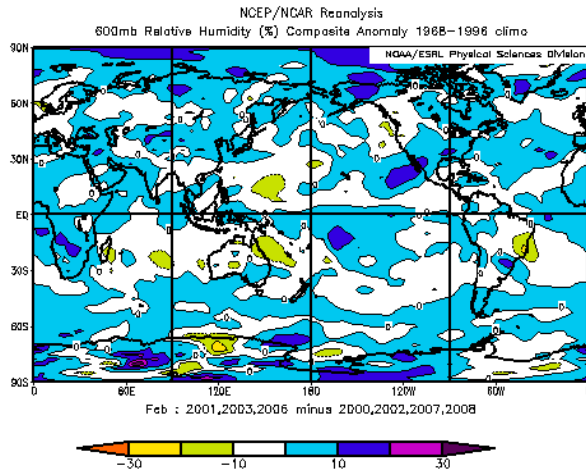 NCEP/NCAR Reanalysis
600mb Relative Humidity (%) Composite Anomaly 1968-1996 climo
NOAA/ESRL Physical Sciences Division
90N
60N
30N
EQ
30S
60S
90S
0 60E 120E 180 120W 60W
Feb : 2001,2003,2006 minus 2000,2002,2007,2008
-30 -10 10 30